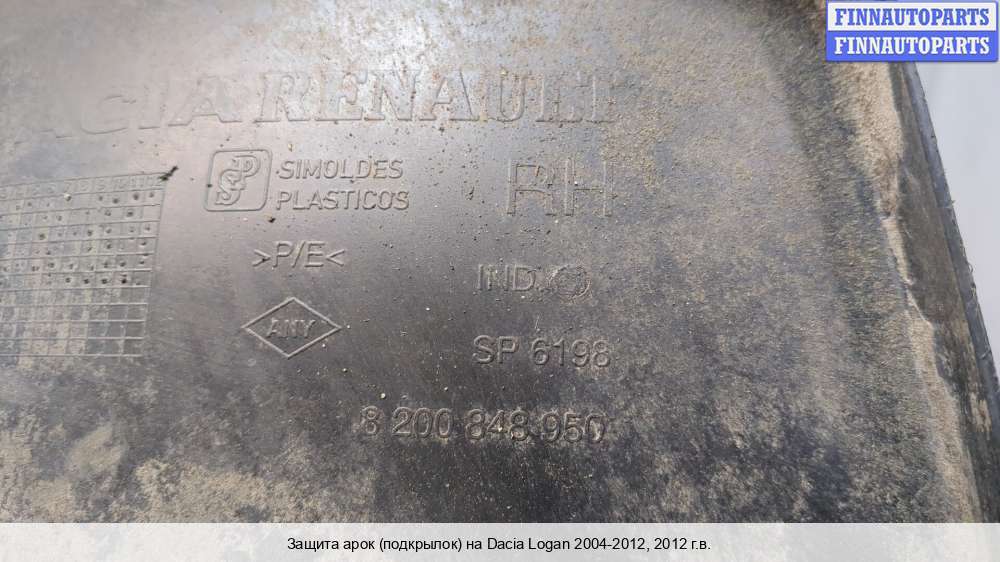 FINNAUTOPARTS
FINNAUTOPARTS
DACIA RENAULT
SIMOLDES
PLASTICOS
RH
>P/E<
IND.
ANY
SP 6198
8 200 848 950
Защита арок (подкрылок) на Dacia Logan 2004-2012, 2012 г.в.